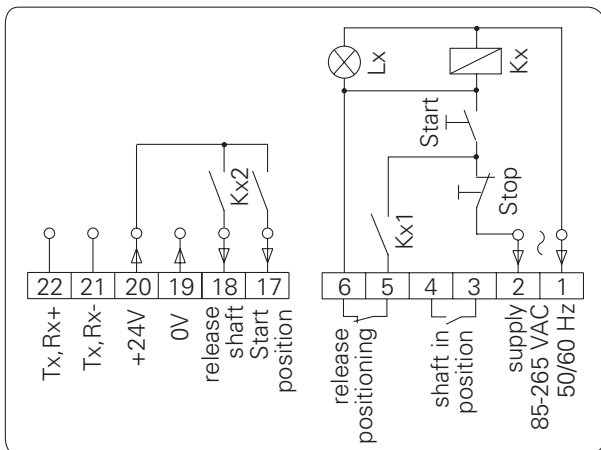 Lx
Kx
Start
Stop
Kx1
Kx2
22 21 20 19 18 17
6 5 4 3 2 1
Tx,Rx+
Tx,Rx-
+24V
0V
release
shaft
Start
position
release
positioning
shaft in
position
supply
85-265 VAC
50/60 Hz